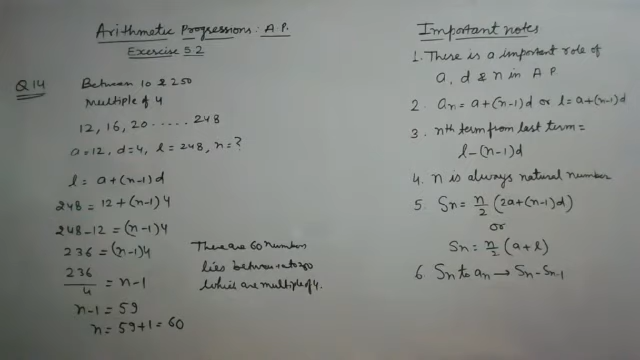 Arithmetic Progressions: A.P.
Exercise 5.2
Q14
Between 10 & 250
Multiple of 4
12, 16, 20 ...... 248
a=12, d=4, l=248, n=?
l = a+(n-1)d
248 = 12+(n-1)4
248-12 = (n-1)4
236 = (n-1)4
236/4 = n-1
n-1 = 59
n = 59+1 = 60
There are 60 numbers
lies between 10 to 250
which are multiple of 4.
Important notes
1. There is a important role of
a, d & n in A P.
2. an = a+(n-1)d or l = a+(n-1)d
3. nth term from last term =
l-(n-1)d
4. n is always natural number
5. Sn = n/2 (2a+(n-1)d)
or
Sn = n/2 (a+l)
6. Sn to an → Sn-Sn-1